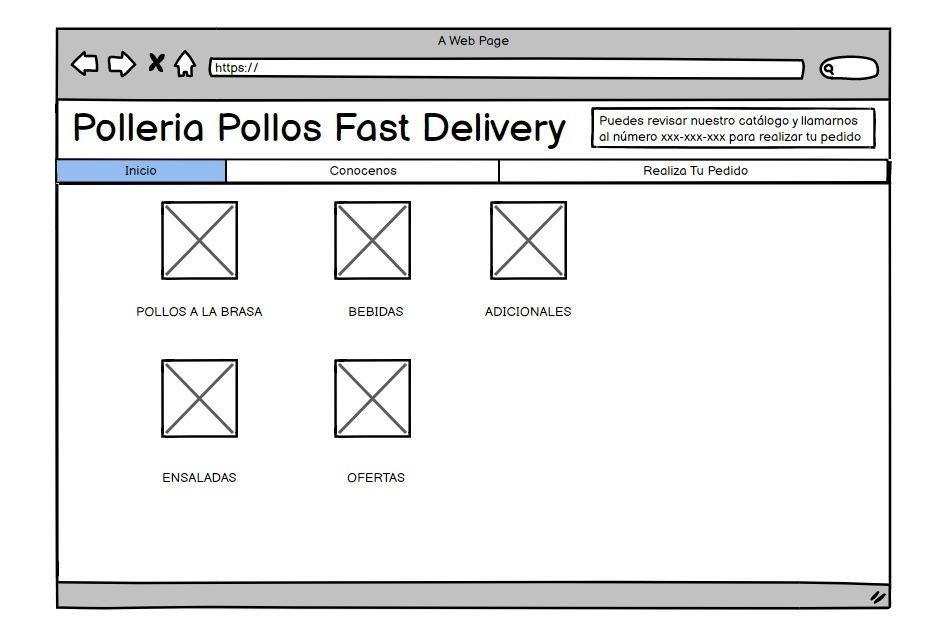 A Web Page
https://
Polleria Pollos Fast Delivery
Puedes revisar nuestro catálogo y llamarnos
al número xxx-xxx-xxx para realizar tu pedido
Inicio
Conocenos
Realiza Tu Pedido
POLLOS A LA BRASA
BEBIDAS
ADICIONALES
ENSALADAS
OFERTAS